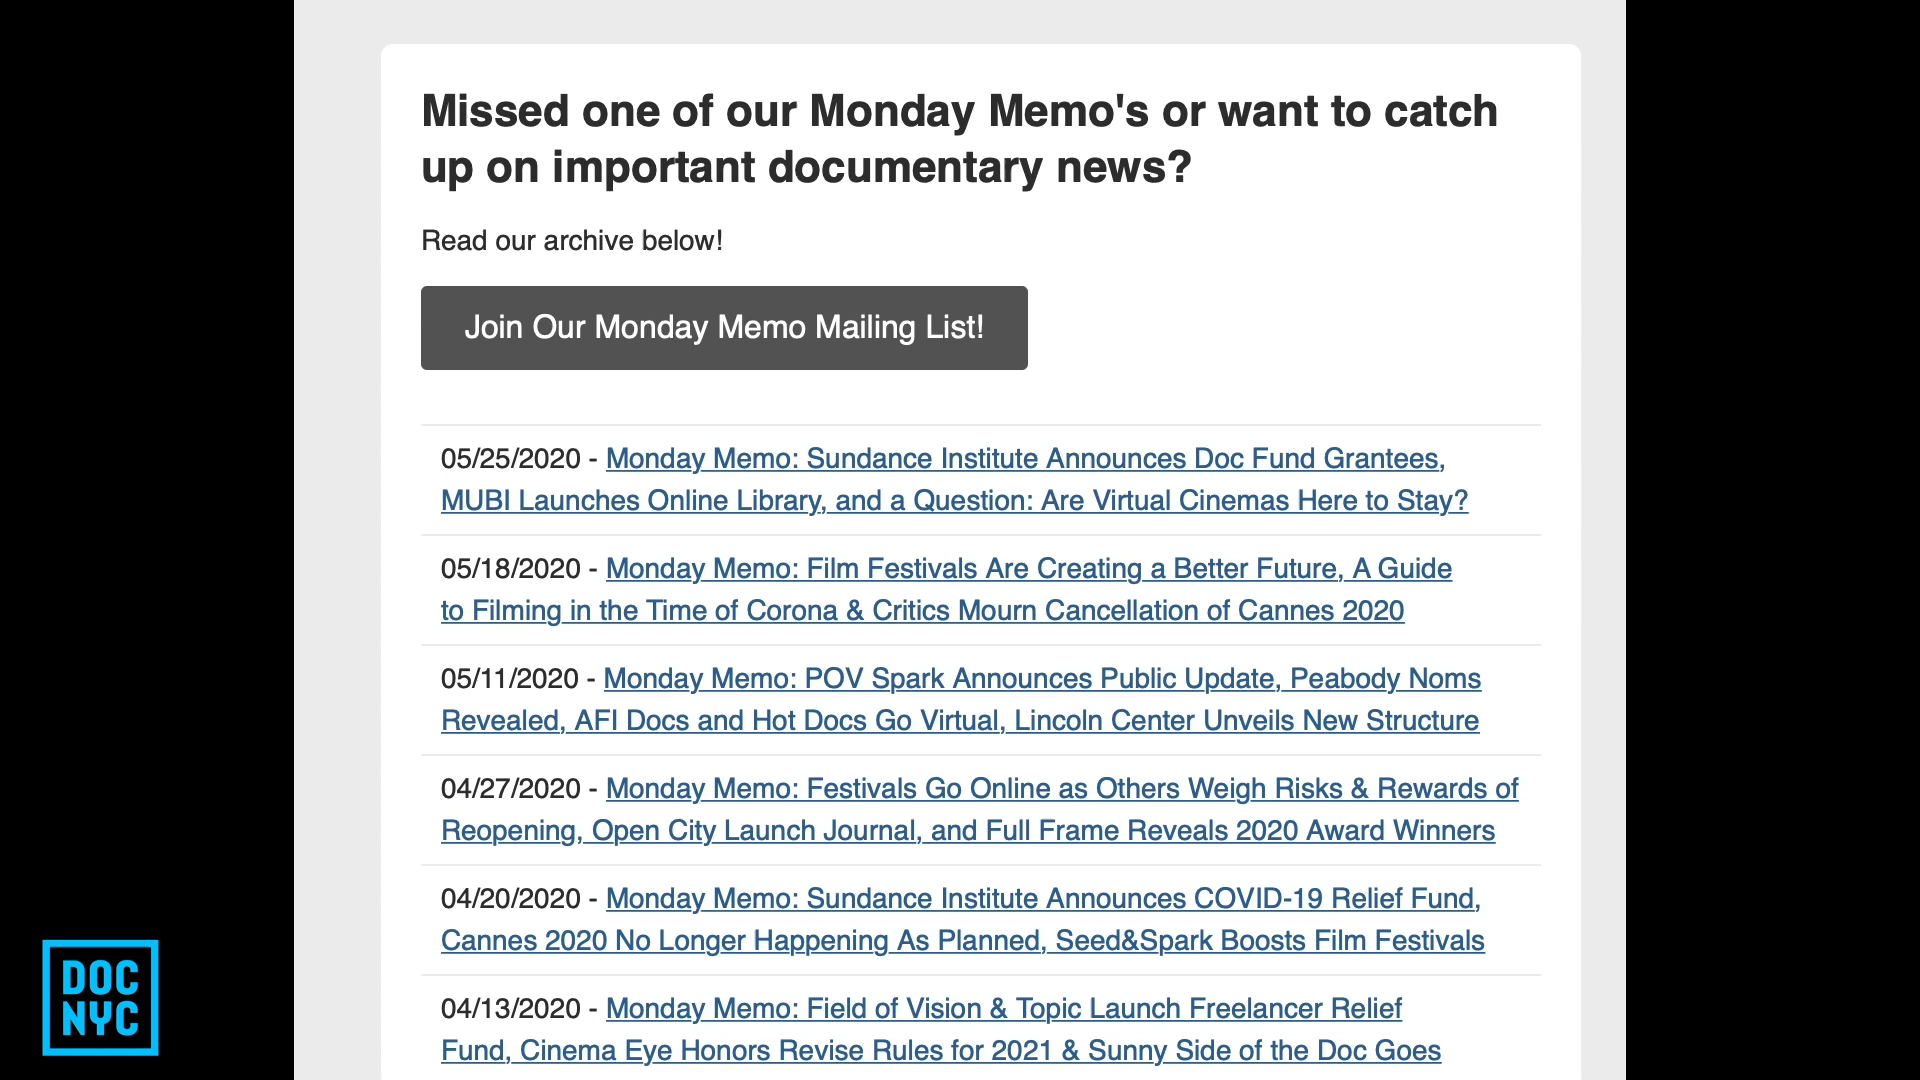 Missed one of our Monday Memo's or want to catch
up on important documentary news?
Read our archive below!
Join Our Monday Memo Mailing List!
05/25/2020 - Monday Memo: Sundance Institute Announces Doc Fund Grantees,
MUBI Launches Online Library, and a Question: Are Virtual Cinemas Here to Stay?
05/18/2020 - Monday Memo: Film Festivals Are Creating a Better Future, A Guide
to Filming in the Time of Corona & Critics Mourn Cancellation of Cannes 2020
05/11/2020 - Monday Memo: POV Spark Announces Public Update, Peabody Noms
Revealed, AFI Docs and Hot Docs Go Virtual, Lincoln Center Unveils New Structure
04/27/2020 - Monday Memo: Festivals Go Online as Others Weigh Risks & Rewards of
Reopening, Open City Launch Journal, and Full Frame Reveals 2020 Award Winners
04/20/2020 - Monday Memo: Sundance Institute Announces COVID-19 Relief Fund,
Cannes 2020 No Longer Happening As Planned, Seed&Spark Boosts Film Festivals
04/13/2020 - Monday Memo: Field of Vision & Topic Launch Freelancer Relief
Fund, Cinema Eye Honors Revise Rules for 2021 & Sunny Side of the Doc Goes
DOC
NYC